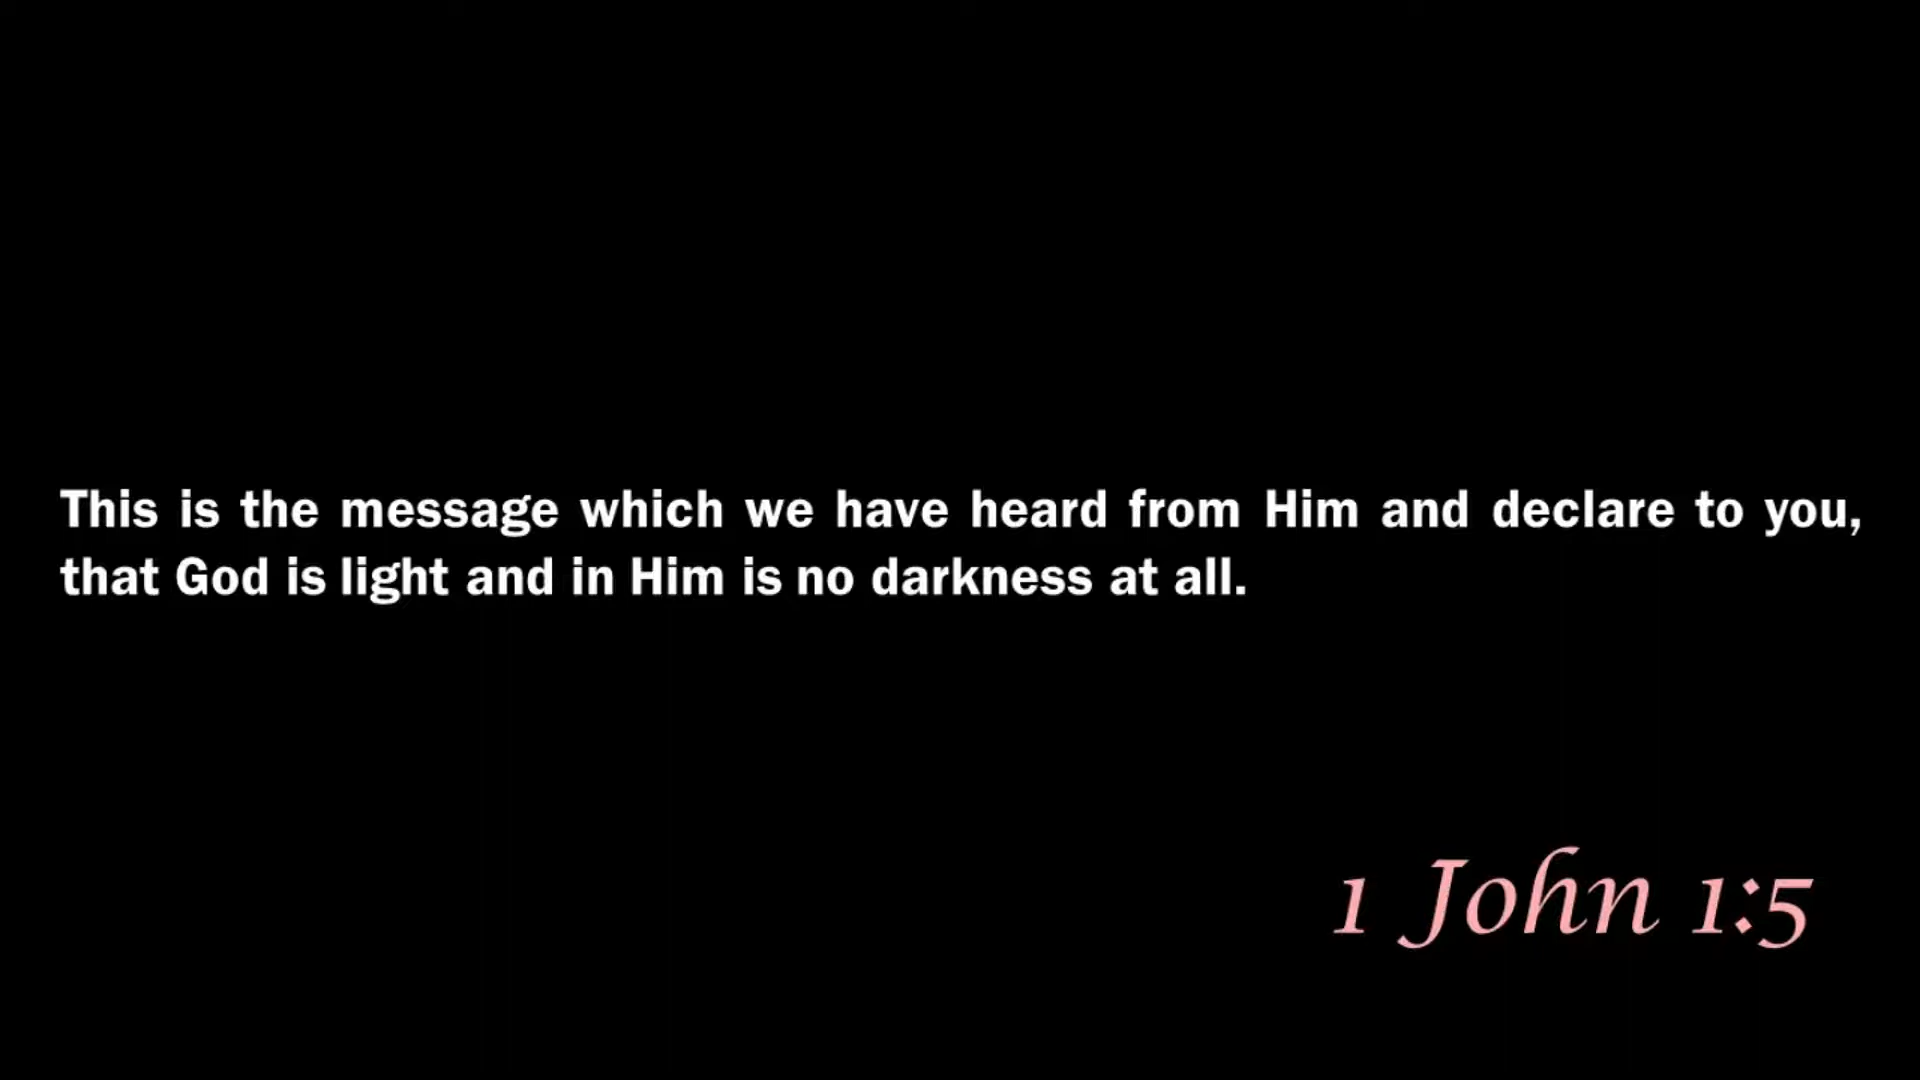 This is the message which we have heard from Him and declare to you,
that God is light and in Him is no darkness at all.
1 John 1:5